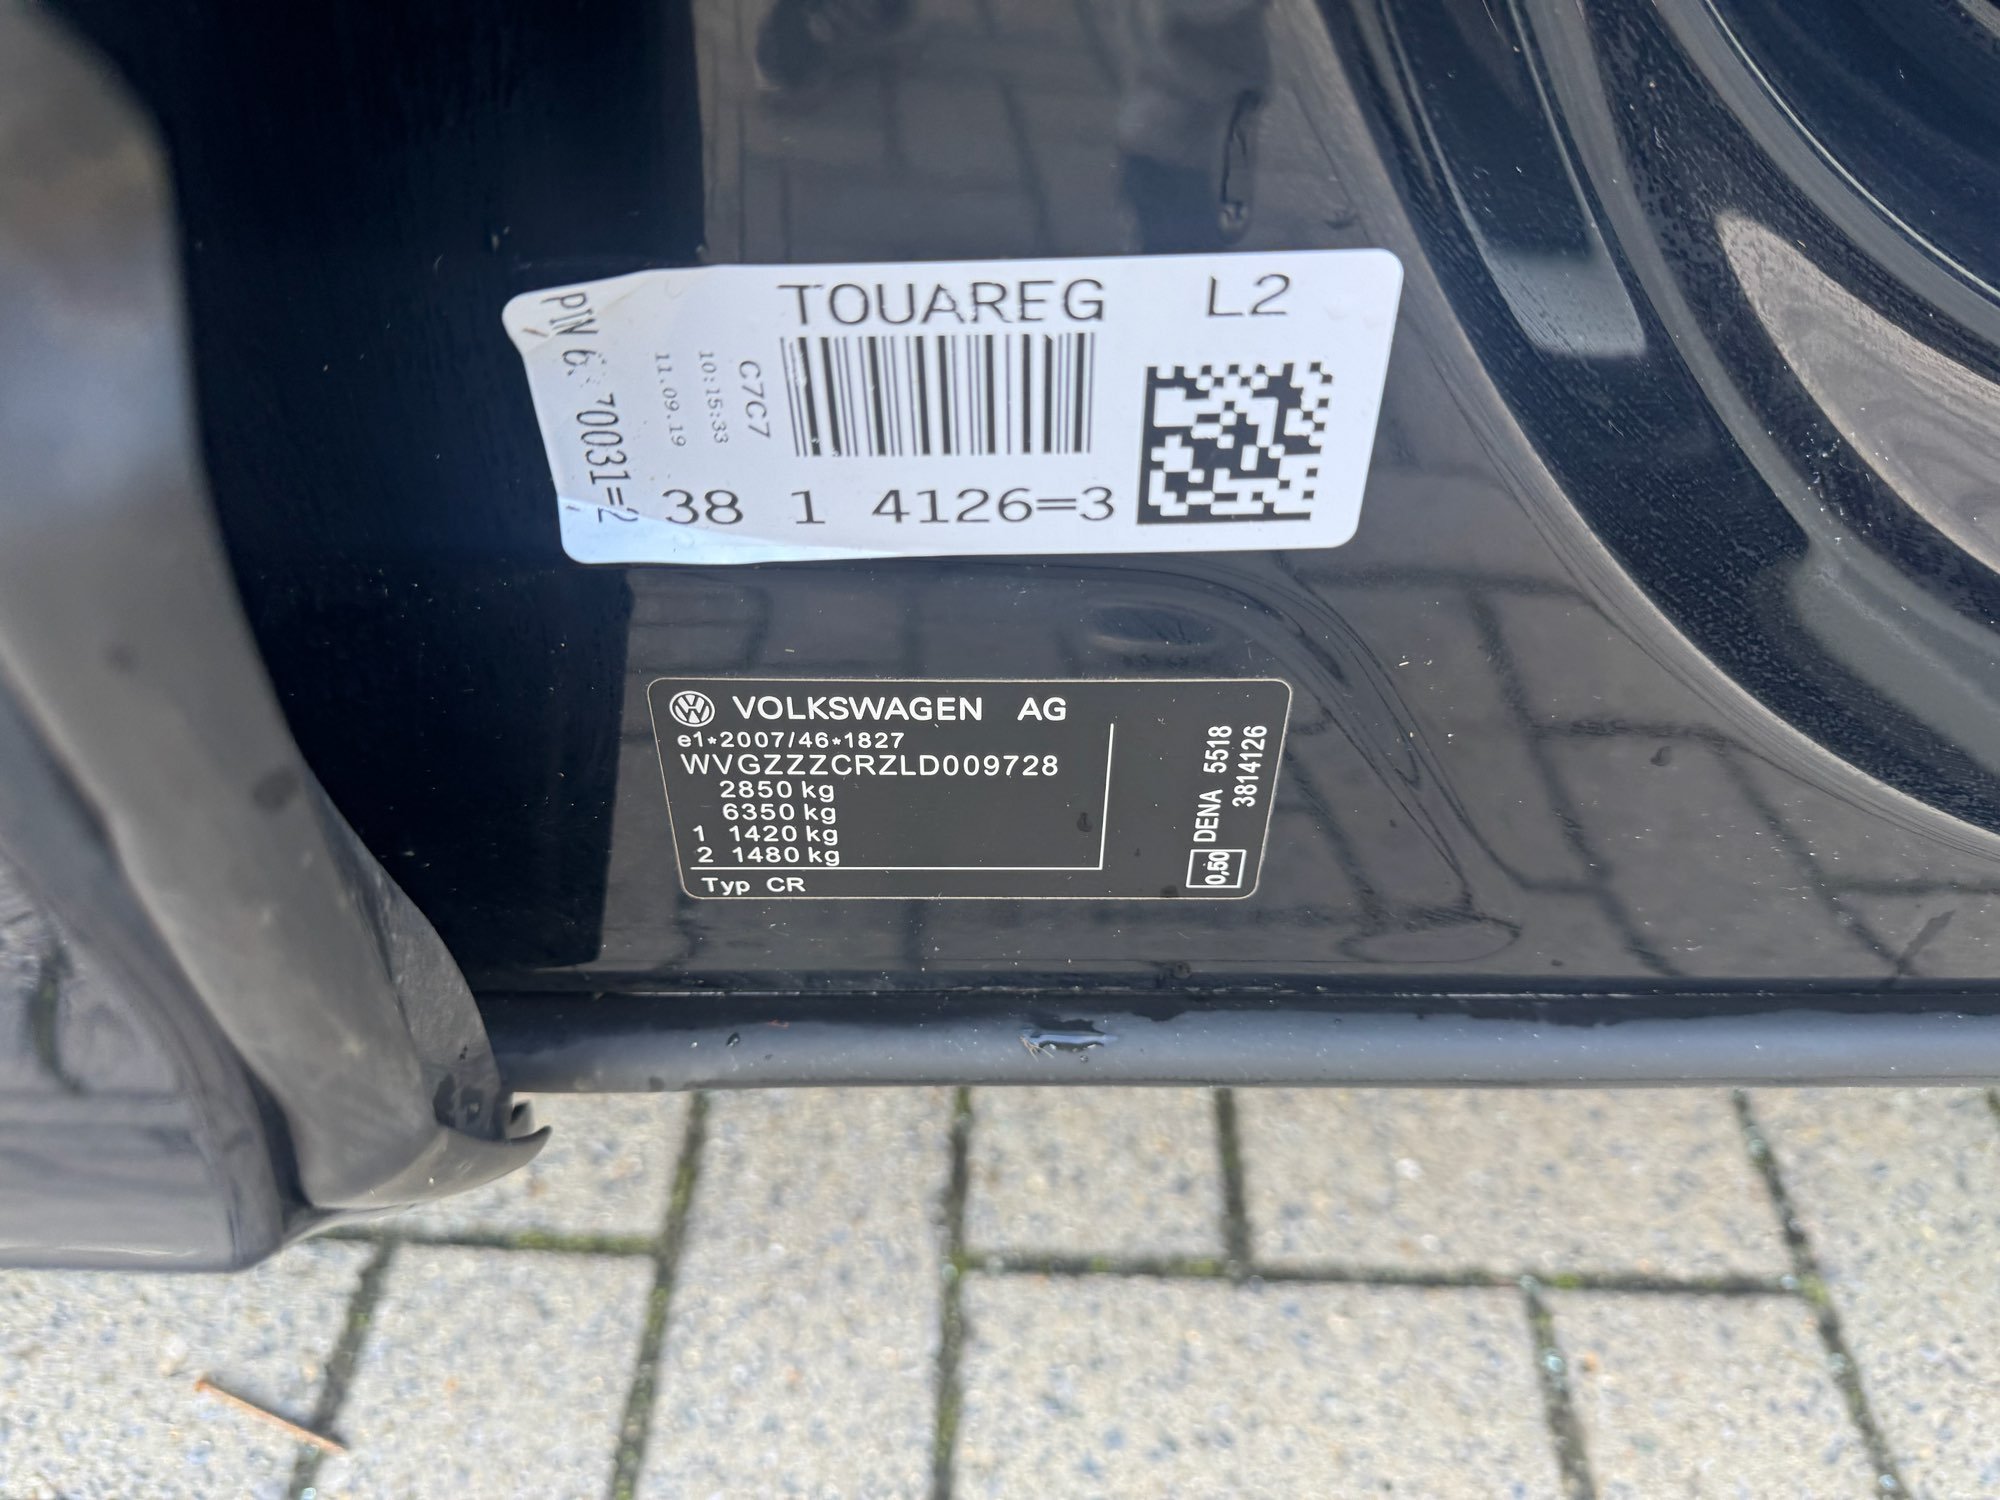 TOUAREG L2
C7C7
10:15:33
11.09.19
PIN 6 70031=2
38 1 4126=3
VOLKSWAGEN AG
e1*2007/46*1827
WVGZZZCRZLD009728
2850 kg
6350 kg
1 1420 kg
2 1480 kg
Typ CR
0,50 DENA 5518
3814126